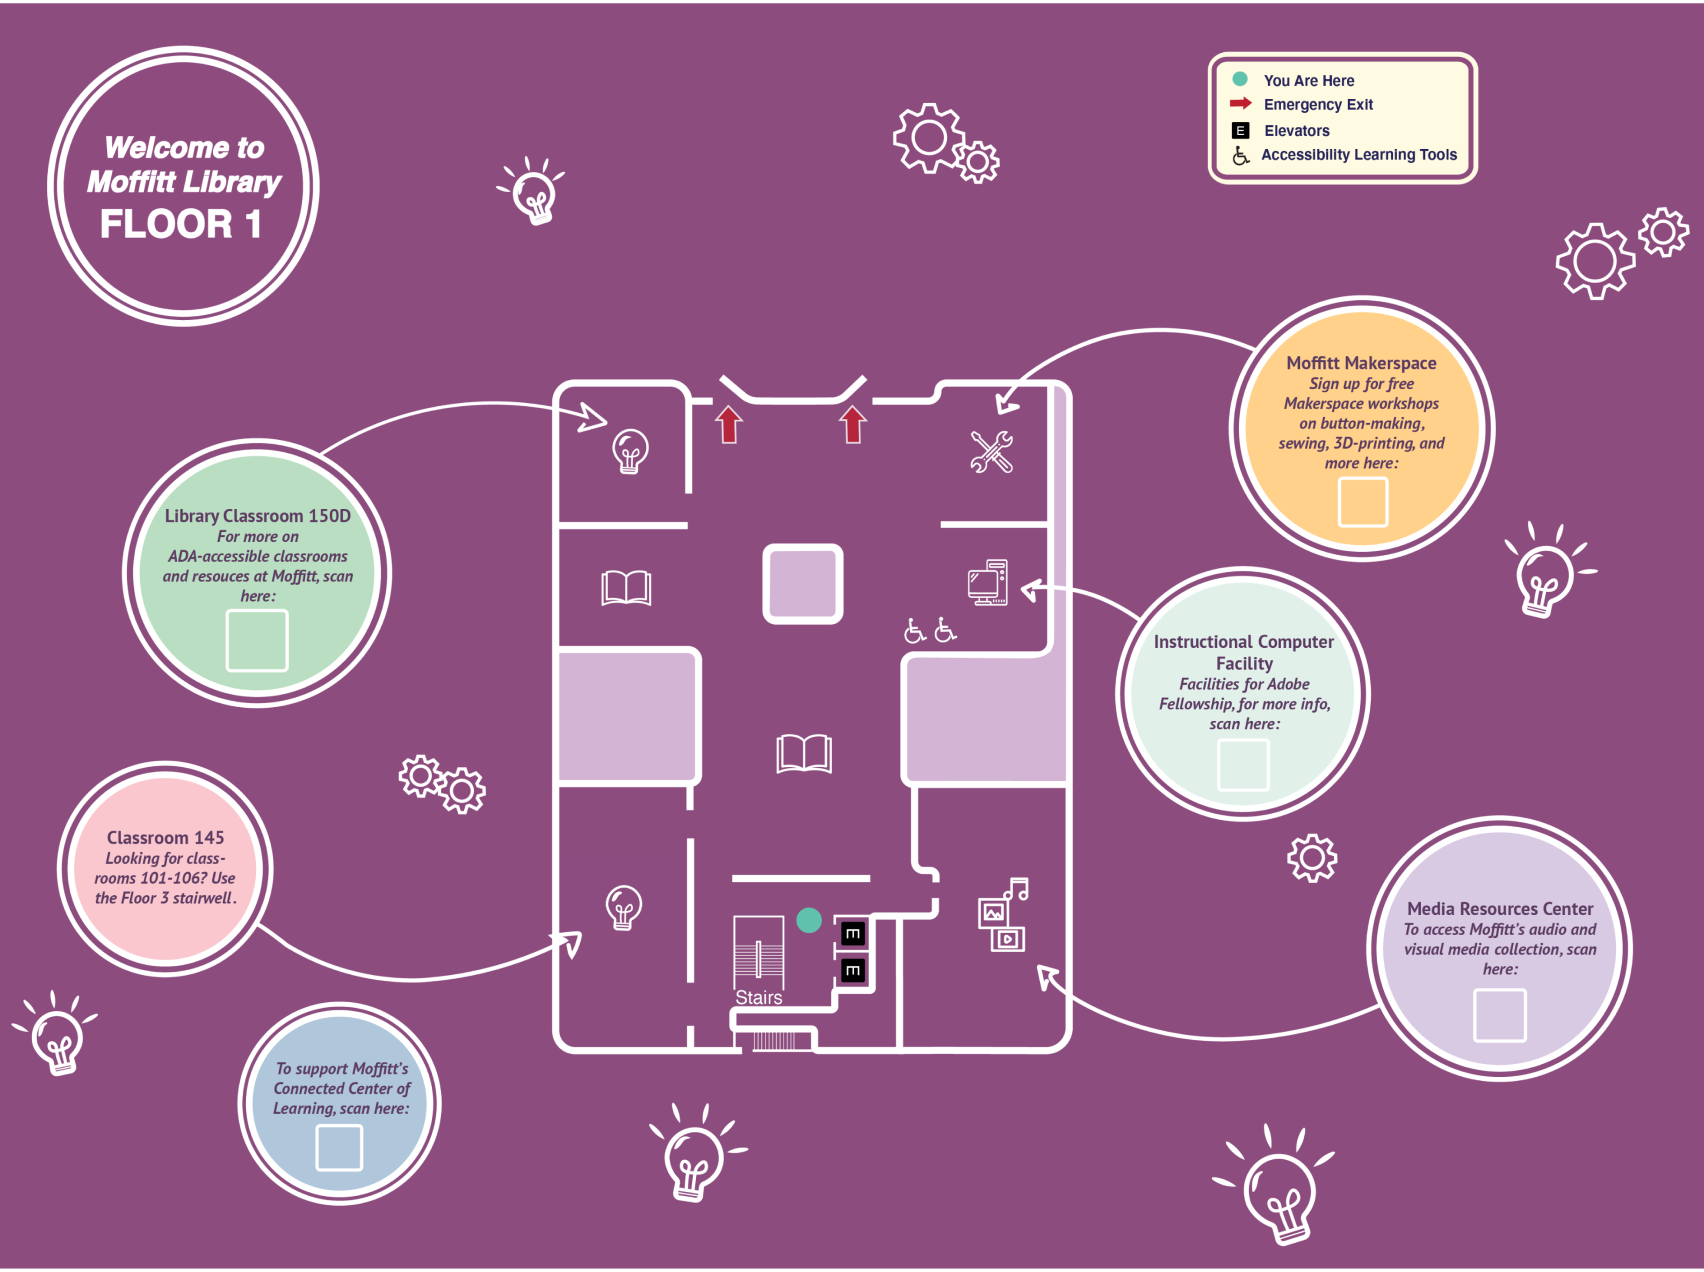 Welcome to
Moffitt Library
FLOOR 1
You Are Here
Emergency Exit
E Elevators
Accessibility Learning Tools
Moffitt Makerspace
Sign up for free
Makerspace workshops
on button-making,
sewing, 3D-printing, and
more here:
Library Classroom 150D
For more on
ADA-accessible classrooms
and resouces at Moffitt, scan
here:
Instructional Computer
Facility
Facilities for Adobe
Fellowship, for more info,
scan here:
Classroom 145
Looking for class-
rooms 101-106? Use
the Floor 3 stairwell.
Media Resources Center
To access Moffitt's audio and
visual media collection, scan
here:
E
E
Stairs
To support Moffitt's
Connected Center of
Learning, scan here: